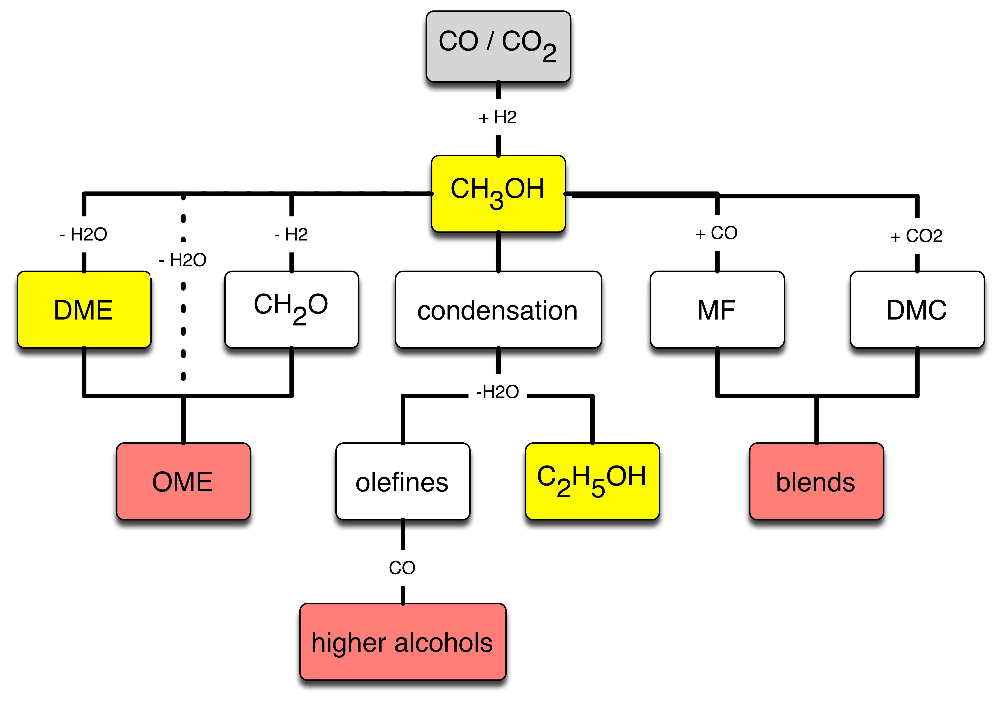 CO / CO₂
+ H2
CH₃OH
- H2O
- H2O
- H2
+ CO
+ CO2
DME
CH₂O
condensation
MF
DMC
-H2O
OME
olefines
C₂H₅OH
blends
CO
higher alcohols